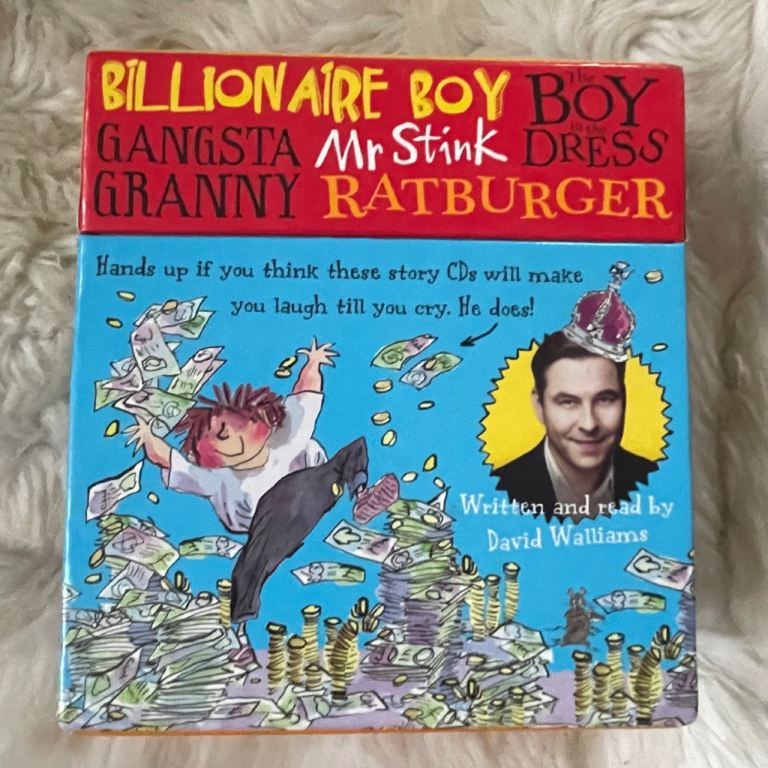 BILLIONAIRE BOY
The BOY in the DRESS
GANGSTA GRANNY
Mr Stink
RATBURGER
Hands up if you think these story CDs will make
you laugh till you cry. He does!
Written and read by
David Walliams